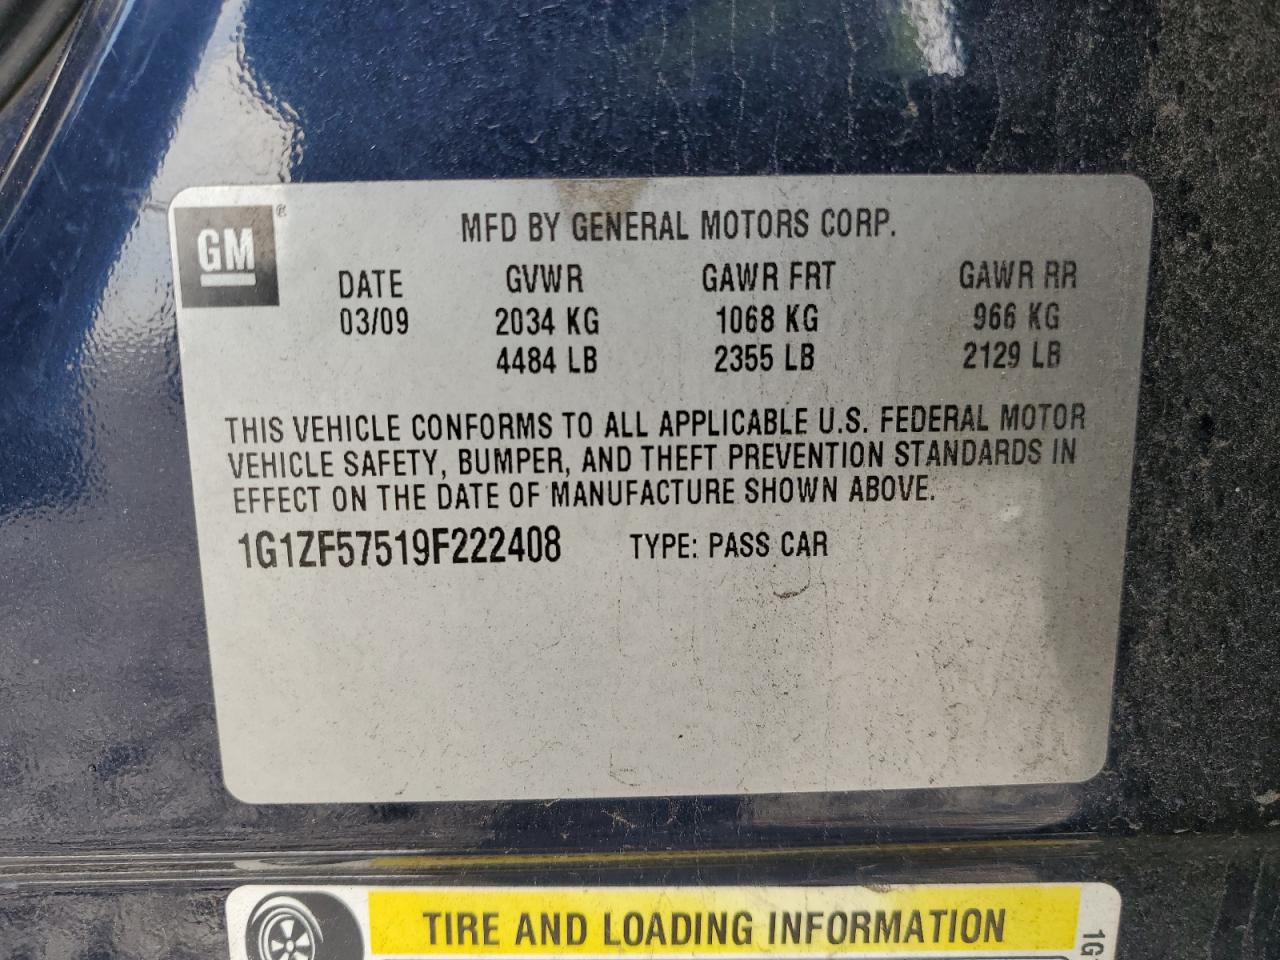 GM ®
MFD BY GENERAL MOTORS CORP.
DATE GVWR GAWR FRT GAWR RR
03/09 2034 KG 1068 KG 966 KG
4484 LB 2355 LB 2129 LB
THIS VEHICLE CONFORMS TO ALL APPLICABLE U.S. FEDERAL MOTOR
VEHICLE SAFETY, BUMPER, AND THEFT PREVENTION STANDARDS IN
EFFECT ON THE DATE OF MANUFACTURE SHOWN ABOVE.
1G1ZF57519F222408 TYPE: PASS CAR
TIRE AND LOADING INFORMATION